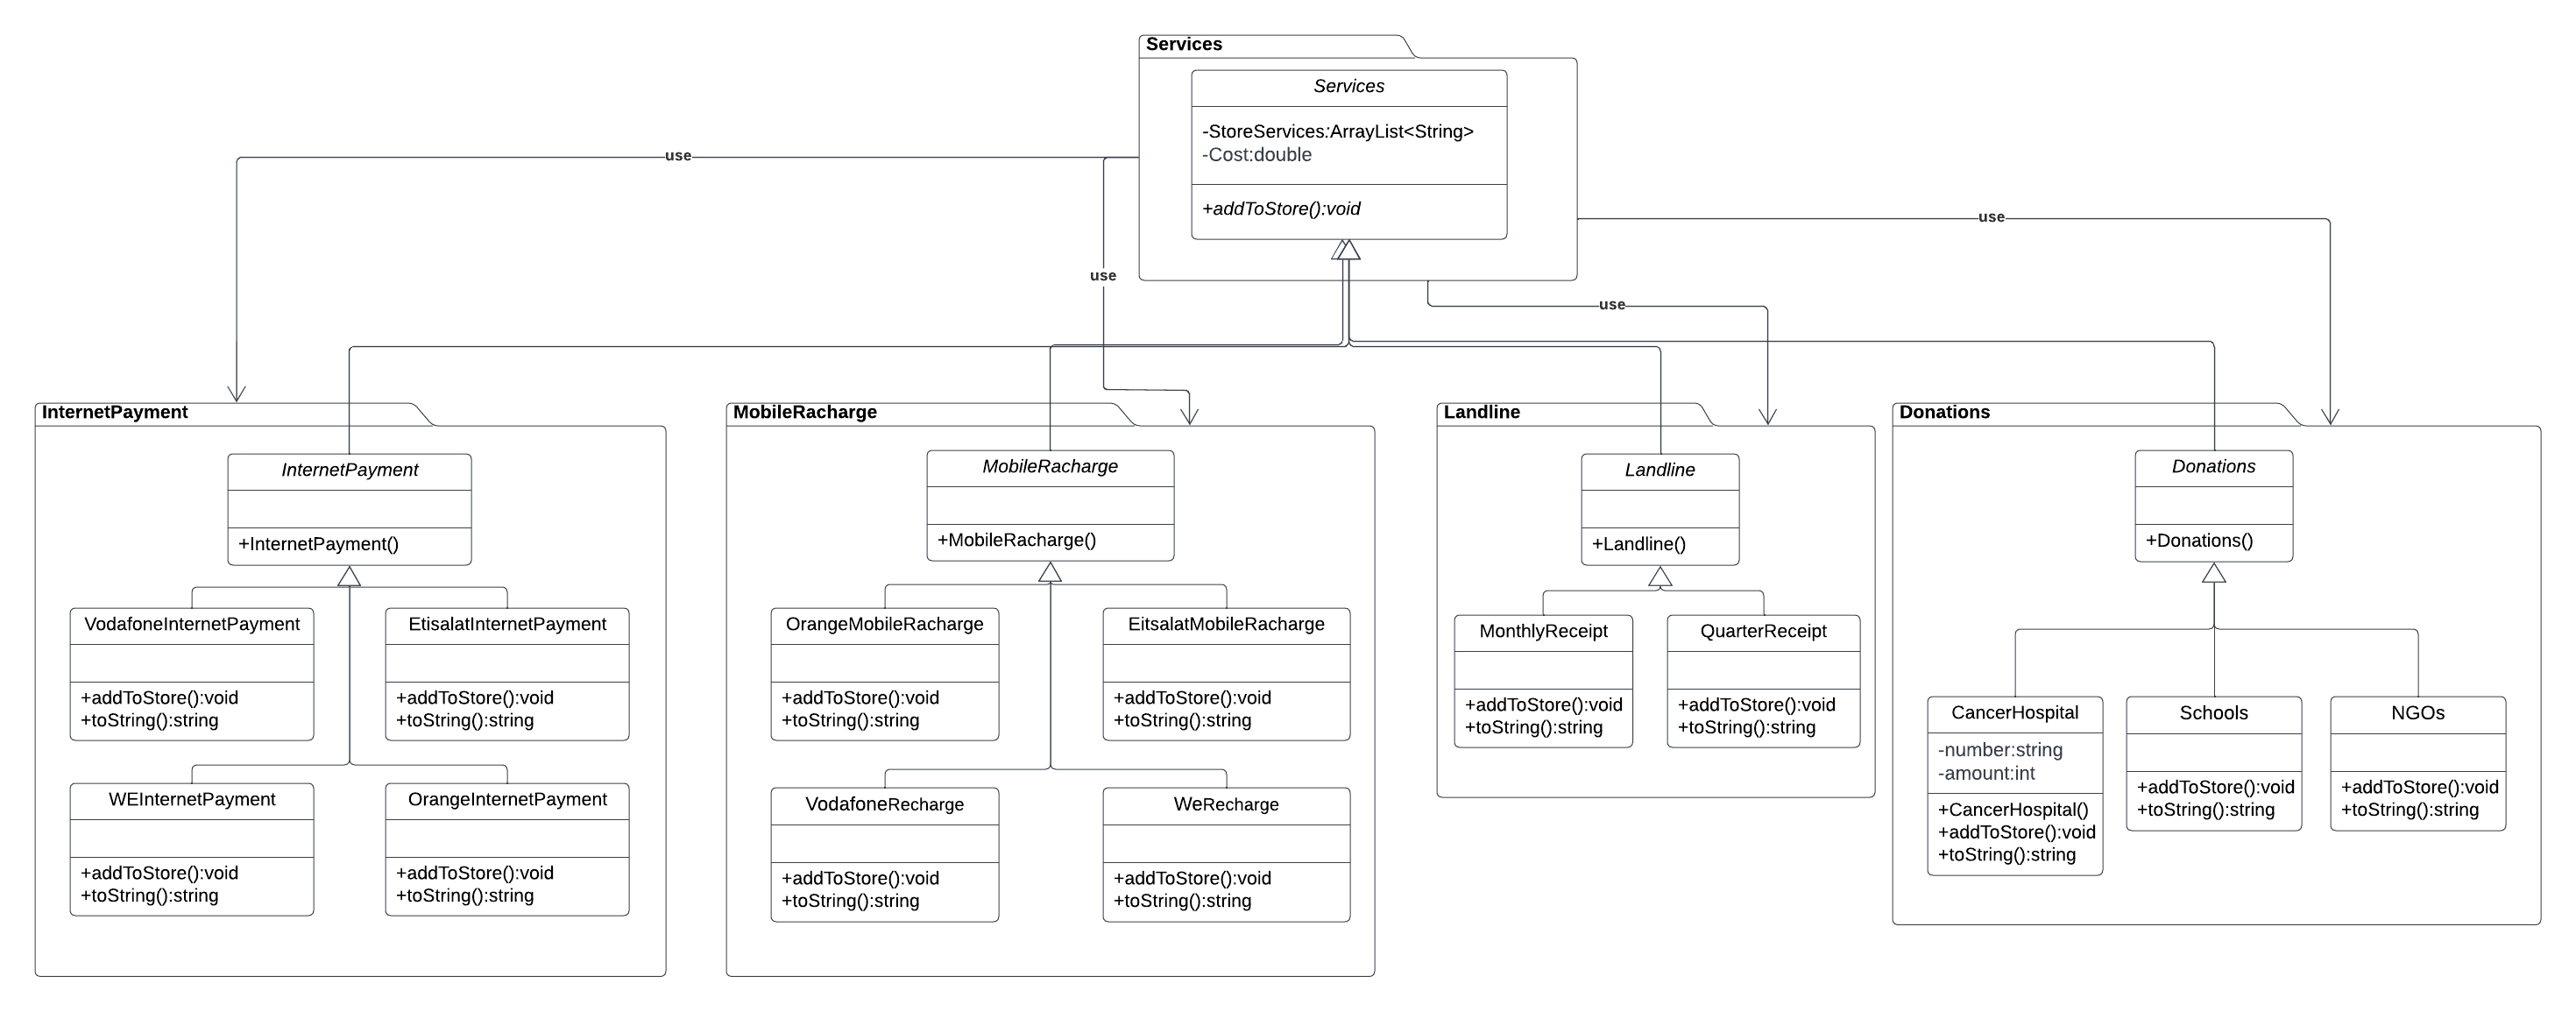 Services
Services
-StoreServices:ArrayList<String>
-Cost:double
+addToStore():void
use
use
use
use
InternetPayment
InternetPayment
+InternetPayment()
VodafoneInternetPayment
+addToStore():void
+toString():string
EtisalatInternetPayment
+addToStore():void
+toString():string
WEInternetPayment
+addToStore():void
+toString():string
OrangeInternetPayment
+addToStore():void
+toString():string
MobileRacharge
MobileRacharge
+MobileRacharge()
OrangeMobileRacharge
+addToStore():void
+toString():string
EitsalatMobileRacharge
+addToStore():void
+toString():string
VodafoneRecharge
+addToStore():void
+toString():string
WeRecharge
+addToStore():void
+toString():string
Landline
Landline
+Landline()
MonthlyReceipt
+addToStore():void
+toString():string
QuarterReceipt
+addToStore():void
+toString():string
Donations
Donations
+Donations()
CancerHospital
-number:string
-amount:int
+CancerHospital()
+addToStore():void
+toString():string
Schools
+addToStore():void
+toString():string
NGOs
+addToStore():void
+toString():string